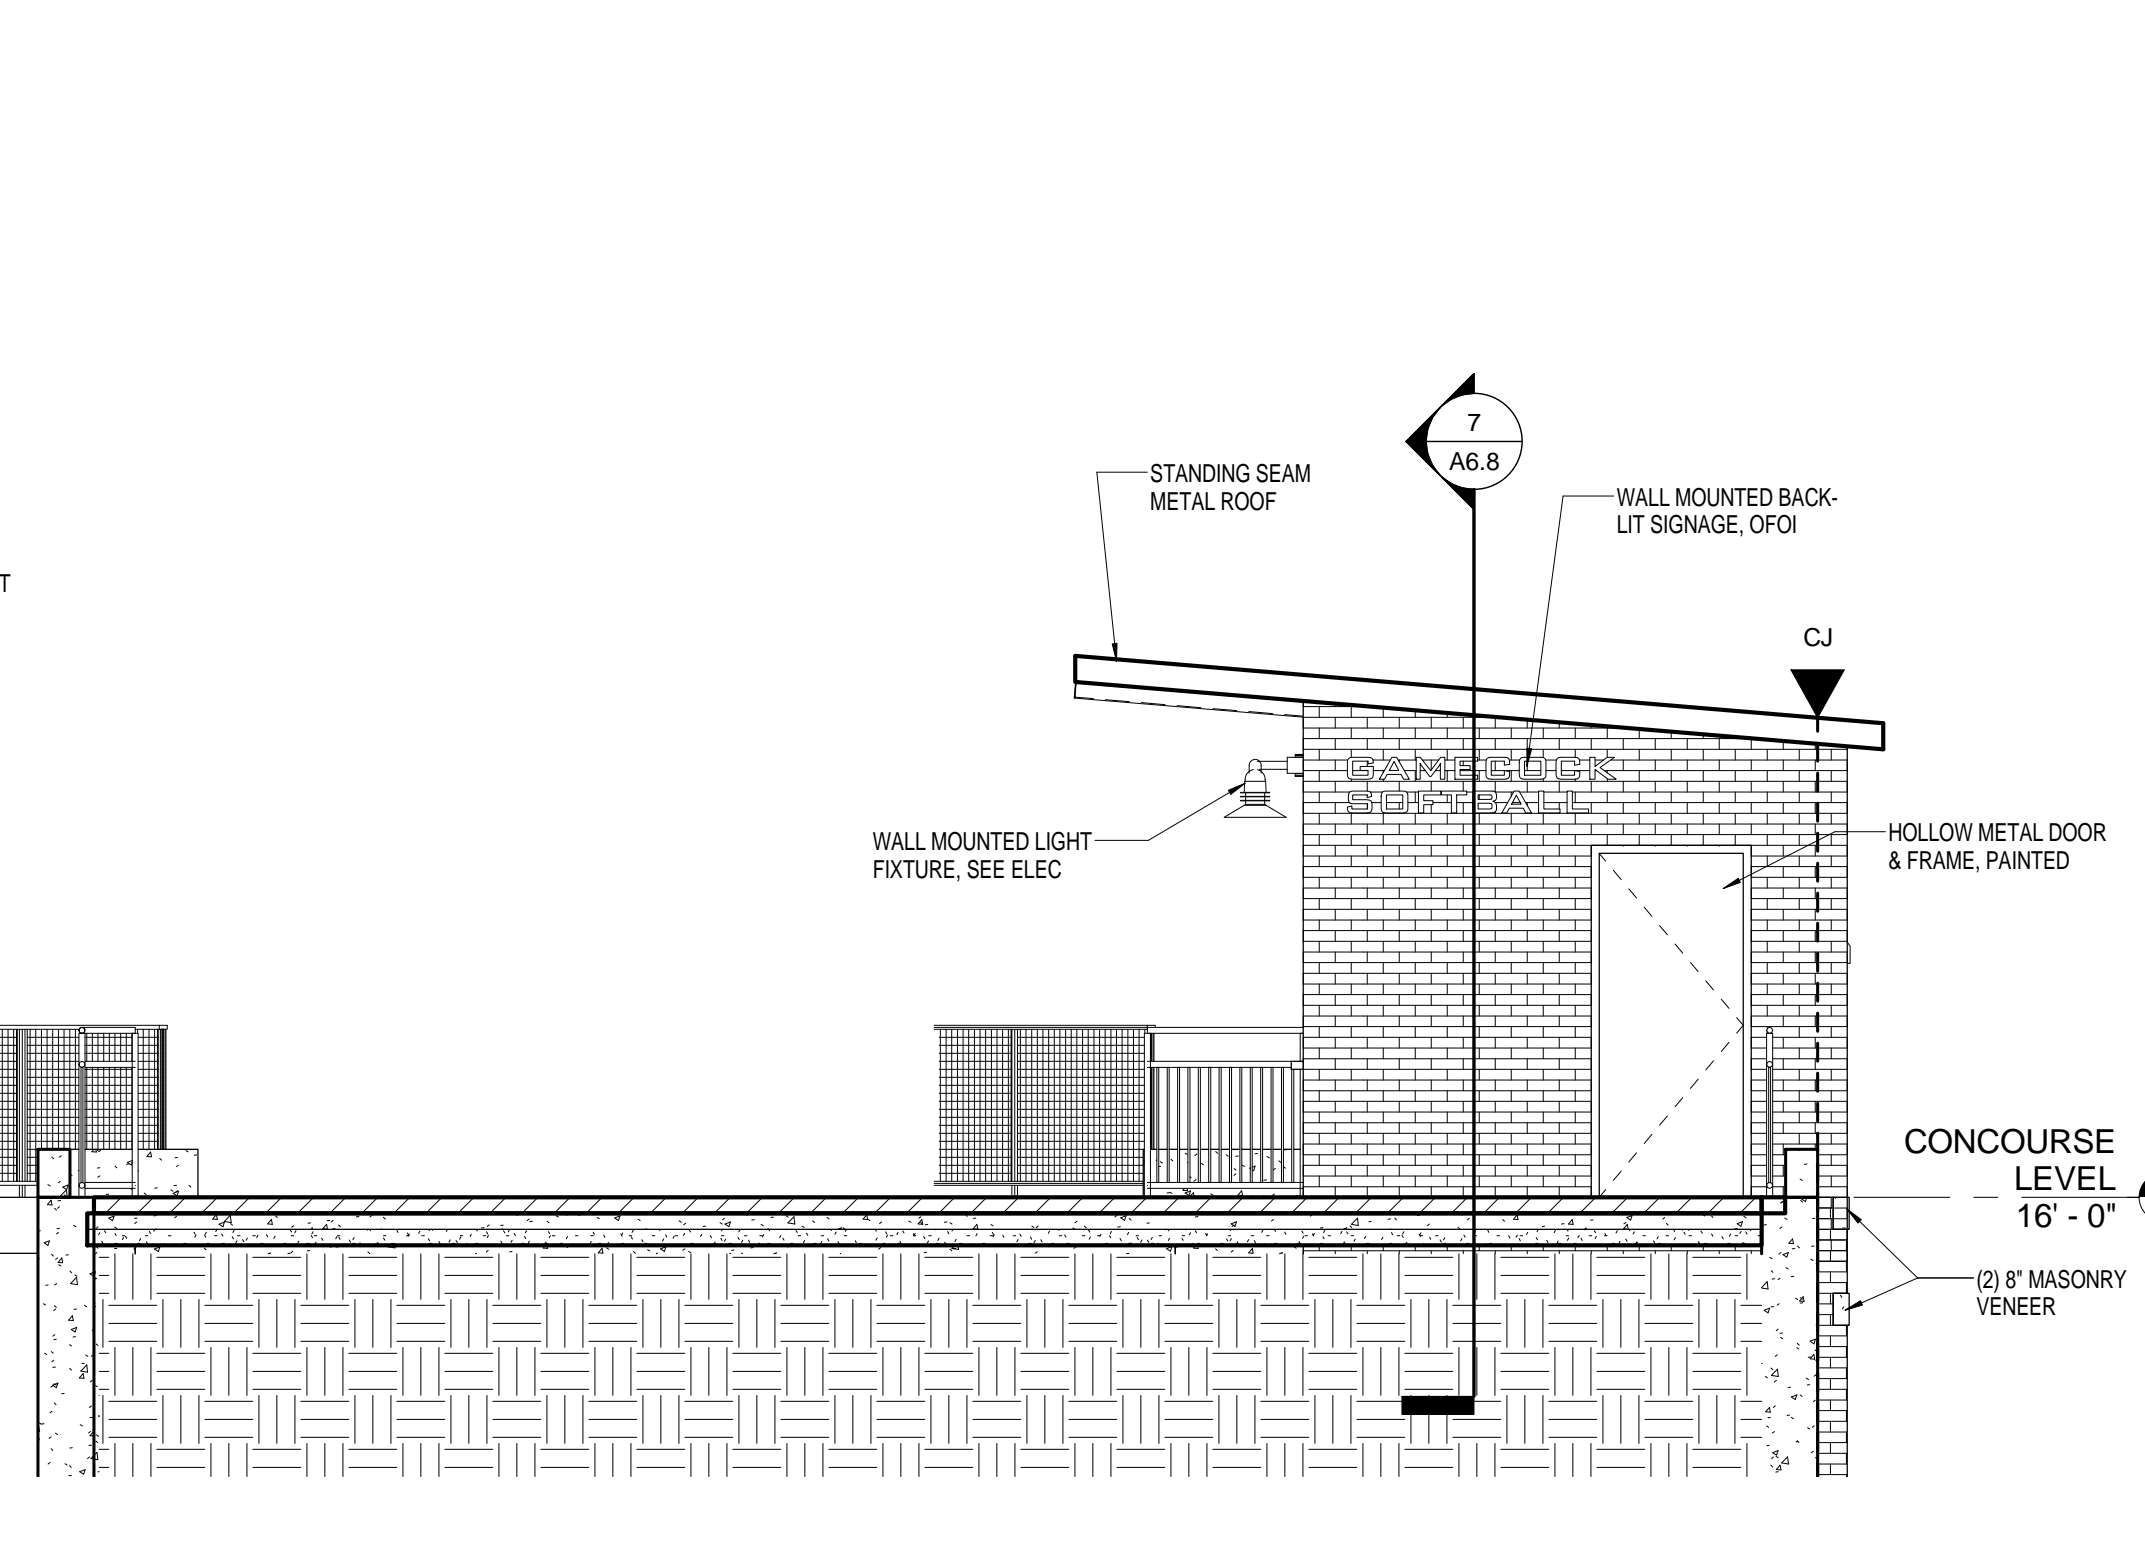 7
A6.8
STANDING SEAM
METAL ROOF
WALL MOUNTED BACK-
LIT SIGNAGE, OFOI
T
CJ
GAMECOCK
SOFTBALL
WALL MOUNTED LIGHT
FIXTURE, SEE ELEC
HOLLOW METAL DOOR
& FRAME, PAINTED
CONCOURSE
LEVEL
16' - 0"
(2) 8" MASONRY
VENEER